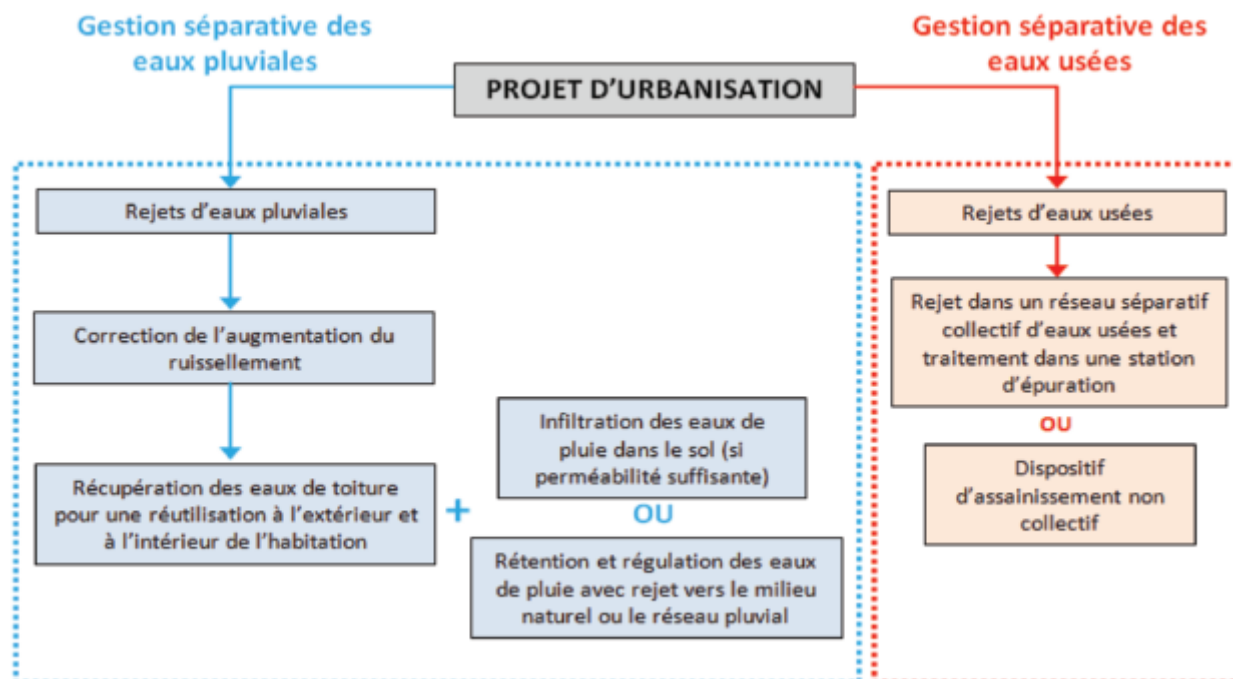 Gestion séparative des
eaux pluviales
Gestion séparative des
eaux usées
PROJET D'URBANISATION
Rejets d'eaux pluviales
Correction de l'augmentation du
ruissellement
Récupération des eaux de toiture
pour une réutilisation à l'extérieur et
à l'intérieur de l'habitation
+
Infiltration des eaux de
pluie dans le sol (si
perméabilité suffisante)
OU
Rétention et régulation des eaux
de pluie avec rejet vers le milieu
naturel ou le réseau pluvial
Rejets d'eaux usées
Rejet dans un réseau séparatif
collectif d'eaux usées et
traitement dans une station
d'épuration
OU
Dispositif
d'assainissement non
collectif